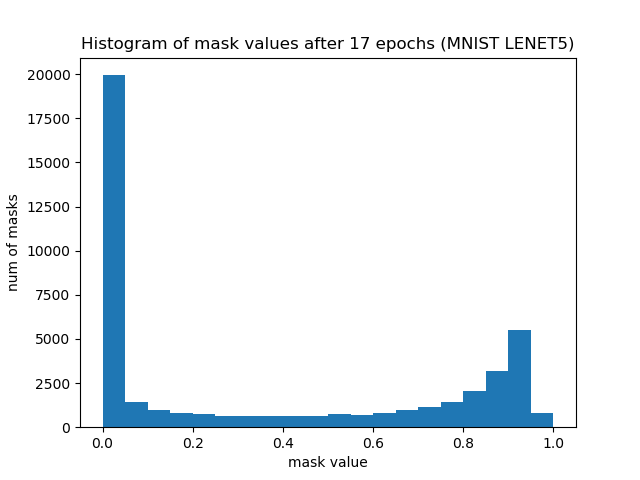 Histogram of mask values after 17 epochs (MNIST LENET5)
num of masks
20000
17500
15000
12500
10000
7500
5000
2500
0
0.0 0.2 0.4 0.6 0.8 1.0
mask value